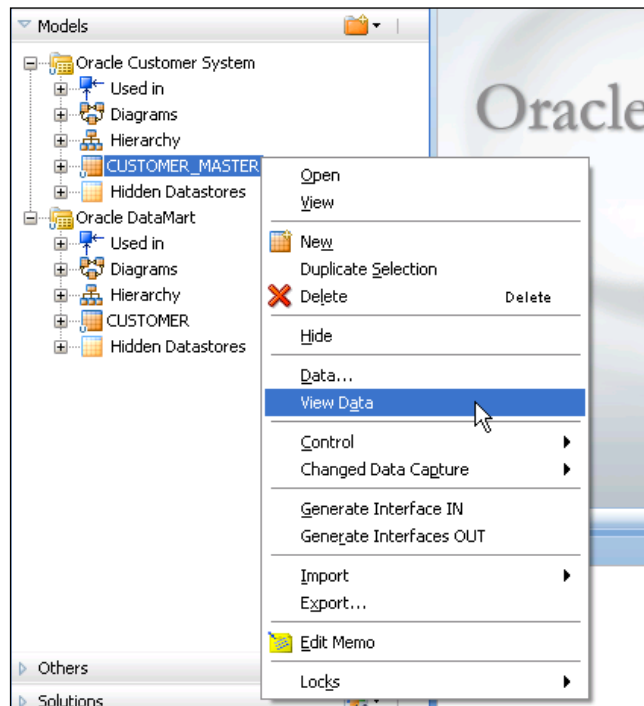 Models
Oracle Customer System
Used in
Diagrams
Hierarchy
CUSTOMER_MASTER
Hidden Datastores
Oracle DataMart
Used in
Diagrams
Hierarchy
CUSTOMER
Hidden Datastores
Others
Solutions
Oracle
Open
View
New
Duplicate Selection
Delete Delete
Hide
Data...
View Data
Control
Changed Data Capture
Generate Interface IN
Generate Interfaces OUT
Import
Export...
Edit Memo
Locks